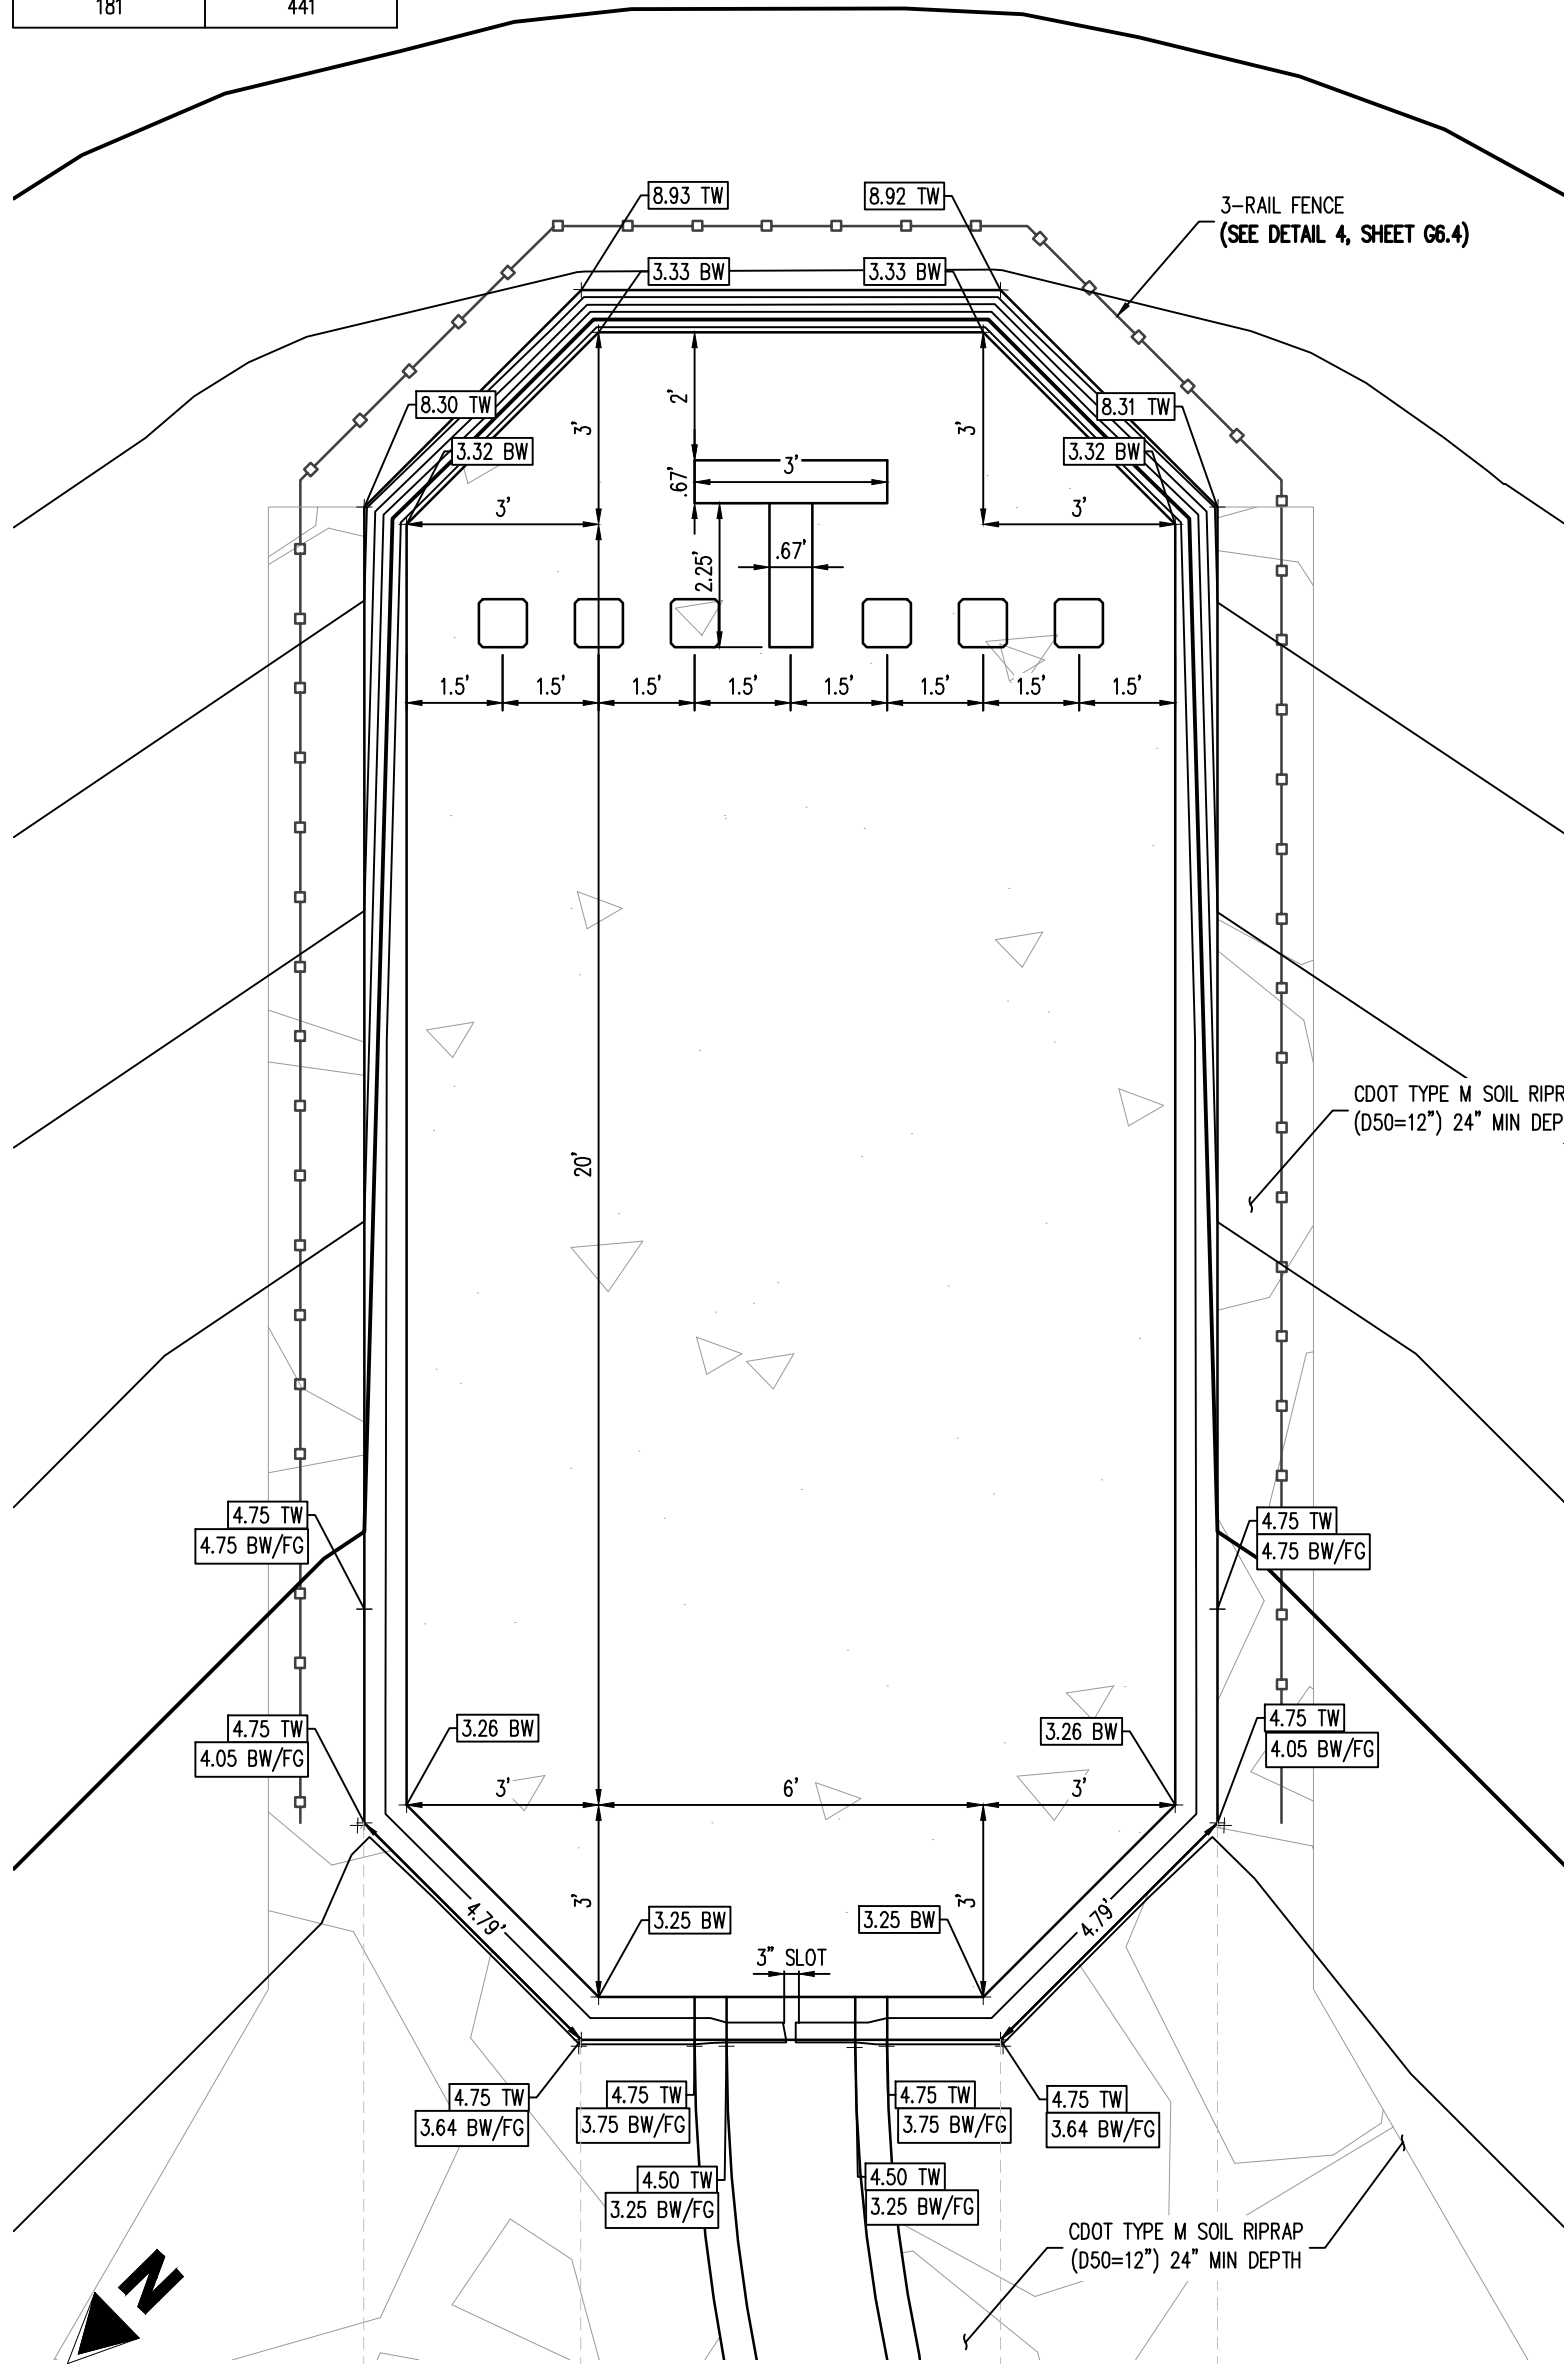 181 441
8.93 TW
8.92 TW
3-RAIL FENCE
(SEE DETAIL 4, SHEET G6.4)
3.33 BW
3.33 BW
2'
8.30 TW
8.31 TW
3'
3'
3.32 BW
3.32 BW
3'
.67'
3'
3'
.67'
2.25'
1.5' 1.5' 1.5' 1.5' 1.5' 1.5' 1.5' 1.5'
CDOT TYPE M SOIL RIPR
(D50=12") 24" MIN DEP
20'
4.75 TW
4.75 BW/FG
4.75 TW
4.75 BW/FG
4.75 TW
4.05 BW/FG
3.26 BW
3.26 BW
4.75 TW
4.05 BW/FG
3' 6' 3'
3'
3'
4.79'
4.79'
3.25 BW
3.25 BW
3" SLOT
4.75 TW
3.64 BW/FG
4.75 TW
3.75 BW/FG
4.75 TW
3.75 BW/FG
4.75 TW
3.64 BW/FG
4.50 TW
3.25 BW/FG
4.50 TW
3.25 BW/FG
CDOT TYPE M SOIL RIPRAP
(D50=12") 24" MIN DEPTH
N